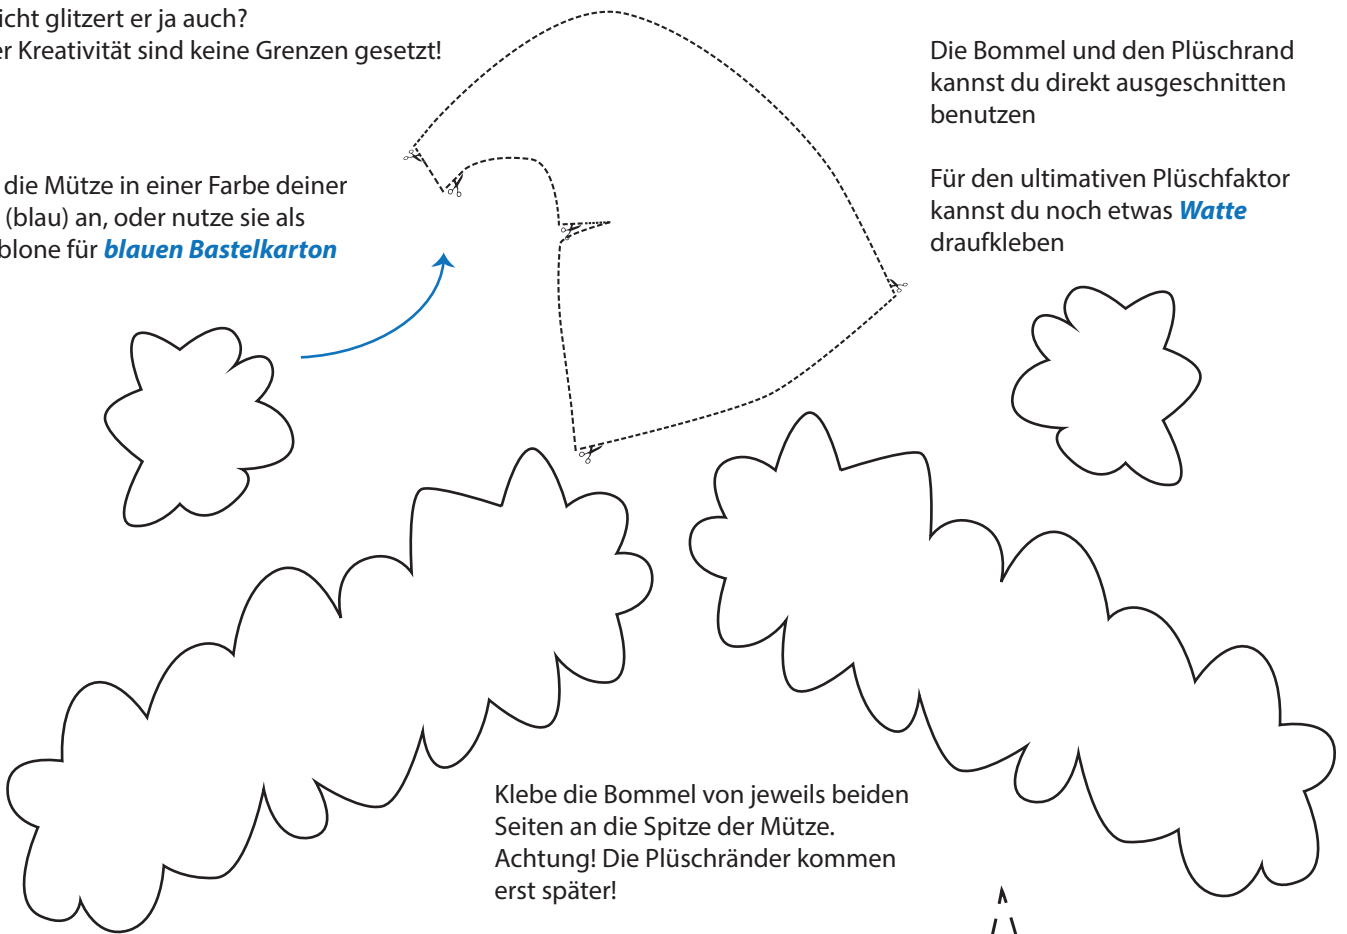 icht glitzert er ja auch?
er Kreativität sind keine Grenzen gesetzt!
die Mütze in einer Farbe deiner
(blau) an, oder nutze sie als
blone für blauen Bastelkarton
Die Bommel und den Plüschrand
kannst du direkt ausgeschnitten
benutzen
Für den ultimativen Plüschfaktor
kannst du noch etwas Watte
draufkleben
Klebe die Bommel von jeweils beiden
Seiten an die Spitze der Mütze.
Achtung! Die Plüschränder kommen
erst später!